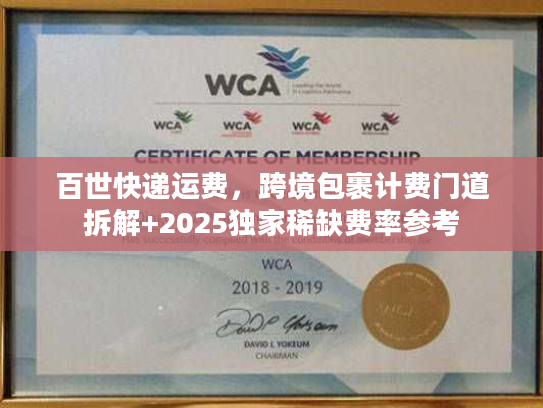 WCA
Leading the World
in Logistics Partnering
WCA WCA WCA WCA
CERTIFICATE OF MEMBERSHIP
百世快递运费，跨境包裹计费门道
拆解+2025独家稀缺费率参考
WCA
2018 - 2019
DAVID L YOKEUM
CHAIRMAN